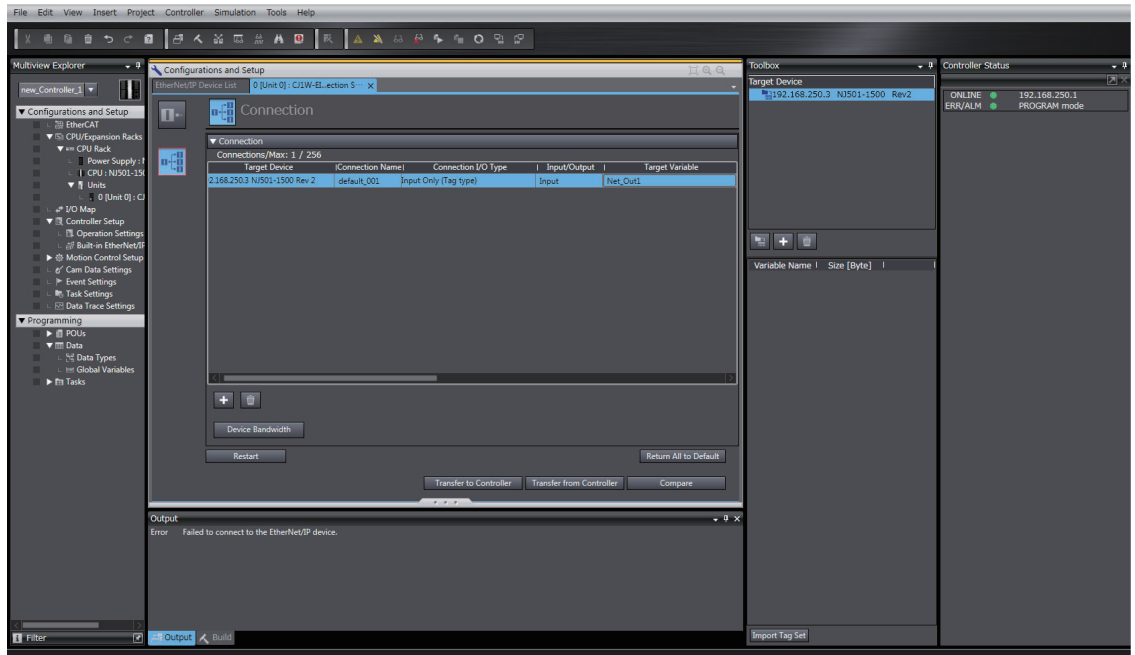 File Edit View Insert Project Controller Simulation Tools Help
Multiview Explorer
new_Controller_1
Configurations and Setup
EtherCAT
CPU/Expansion Racks
CPU Rack
Power Supply : N
CPU : NJ501-150
Units
0 [Unit 0] : CJ
I/O Map
Controller Setup
Operation Settings
Built-in EtherNet/IP
Motion Control Setup
Cam Data Settings
Event Settings
Task Settings
Data Trace Settings
Programming
POUs
Data
Data Types
Global Variables
Tasks
Filter
Configurations and Setup
EtherNet/IP Device List 0 [Unit 0] : CJ1W-EI...ection S...
Connection
Connection
Connections/Max: 1 / 256
Target Device Connection Name Connection I/O Type Input/Output Target Variable
2.168.250.3 NJ501-1500 Rev 2 default_001 Input Only (Tag type) Input Net_Out1
Device Bandwidth
Restart Return All to Default
Transfer to Controller Transfer from Controller Compare
Output
Error Failed to connect to the EtherNet/IP device.
Output Build
Toolbox
Target Device
192.168.250.3 NJ501-1500 Rev2
Variable Name Size [Byte]
Import Tag Set
Controller Status
ONLINE 192.168.250.1
ERR/ALM PROGRAM mode